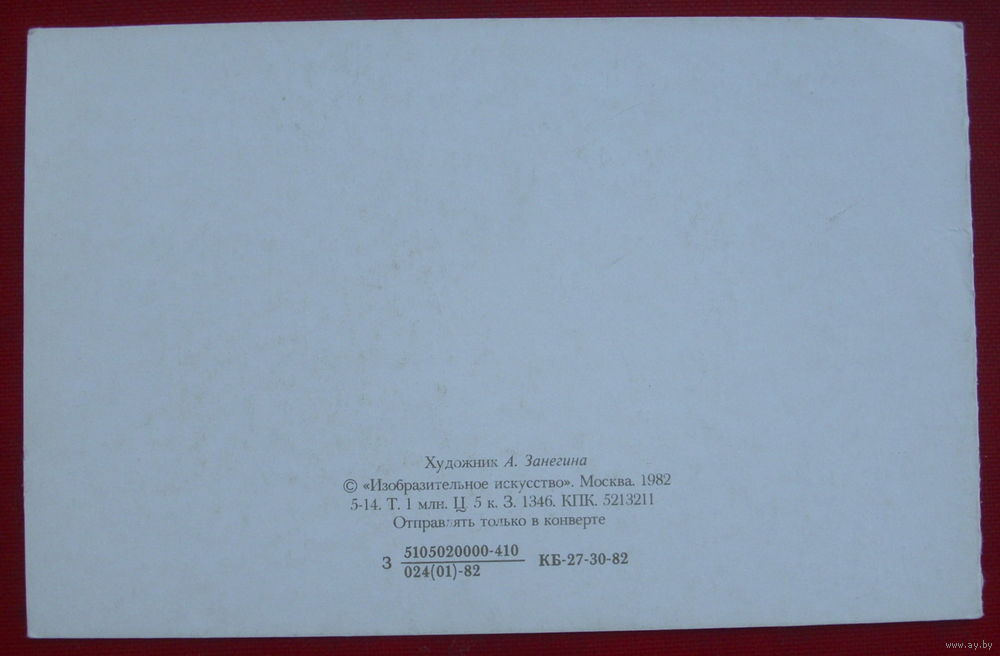 Художник А. Занегина
© «Изобразительное искусство». Москва. 1982
5-14. Т. 1 млн. Ц. 5 к. З. 1346. КПК. 5213211
Отправлять только в конверте
З 5105020000-410 КБ-27-30-82
024(01)-82
www.ay.by